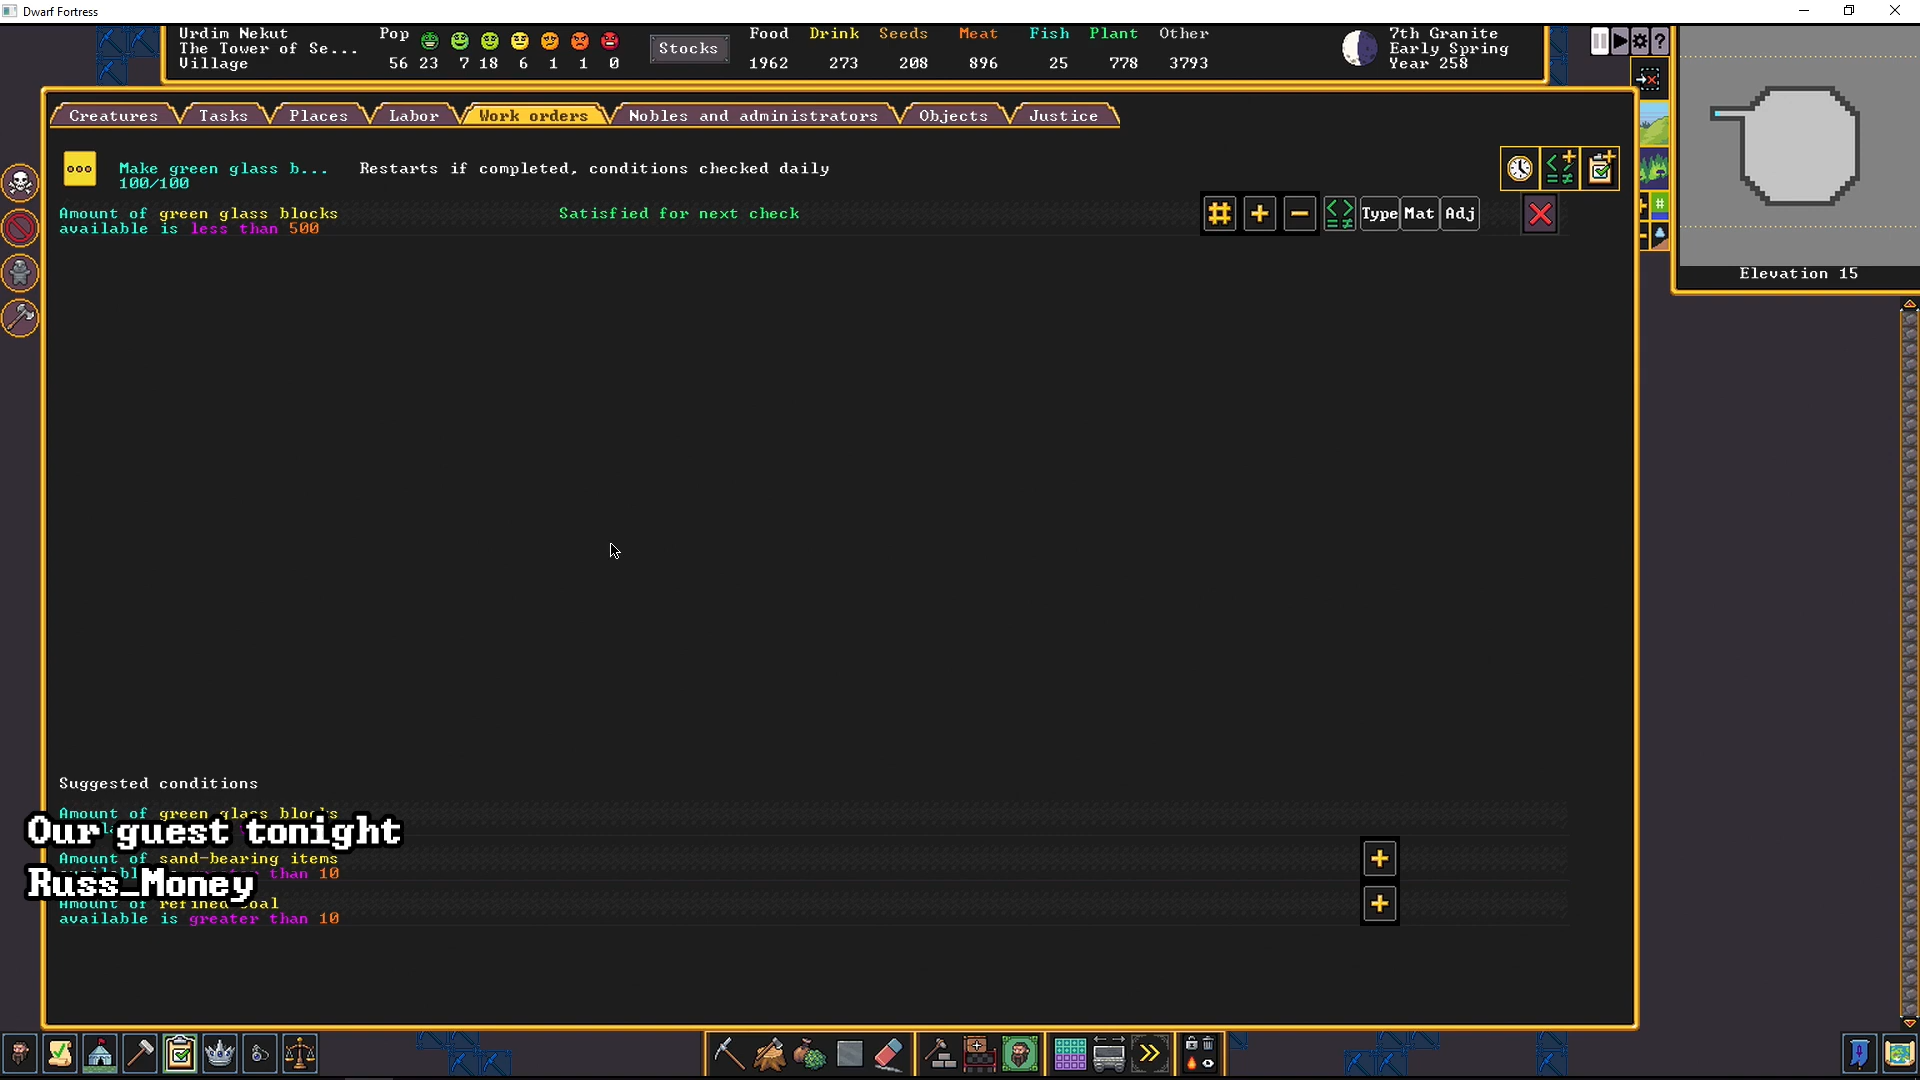 Dwarf Fortress
Urdim Nekut
The Tower of Se...
Village
Pop
56 23 7 18 6 1 1 0
Stocks
Food Drink Seeds Meat Fish Plant Other
1962 273 208 896 25 778 3793
7th Granite
Early Spring
Year 258
Creatures Tasks Places Labor Work orders Nobles and administrators Objects Justice
Make green glass b... Restarts if completed, conditions checked daily
100/100
Amount of green glass blocks Satisfied for next check
available is less than 500
Type Mat Adj
Elevation 15
Suggested conditions
Amount of green glass blocks
Our guest tonight
Amount of sand-bearing items
than 10
Russ_Money
Amount of refined coal
available is greater than 10